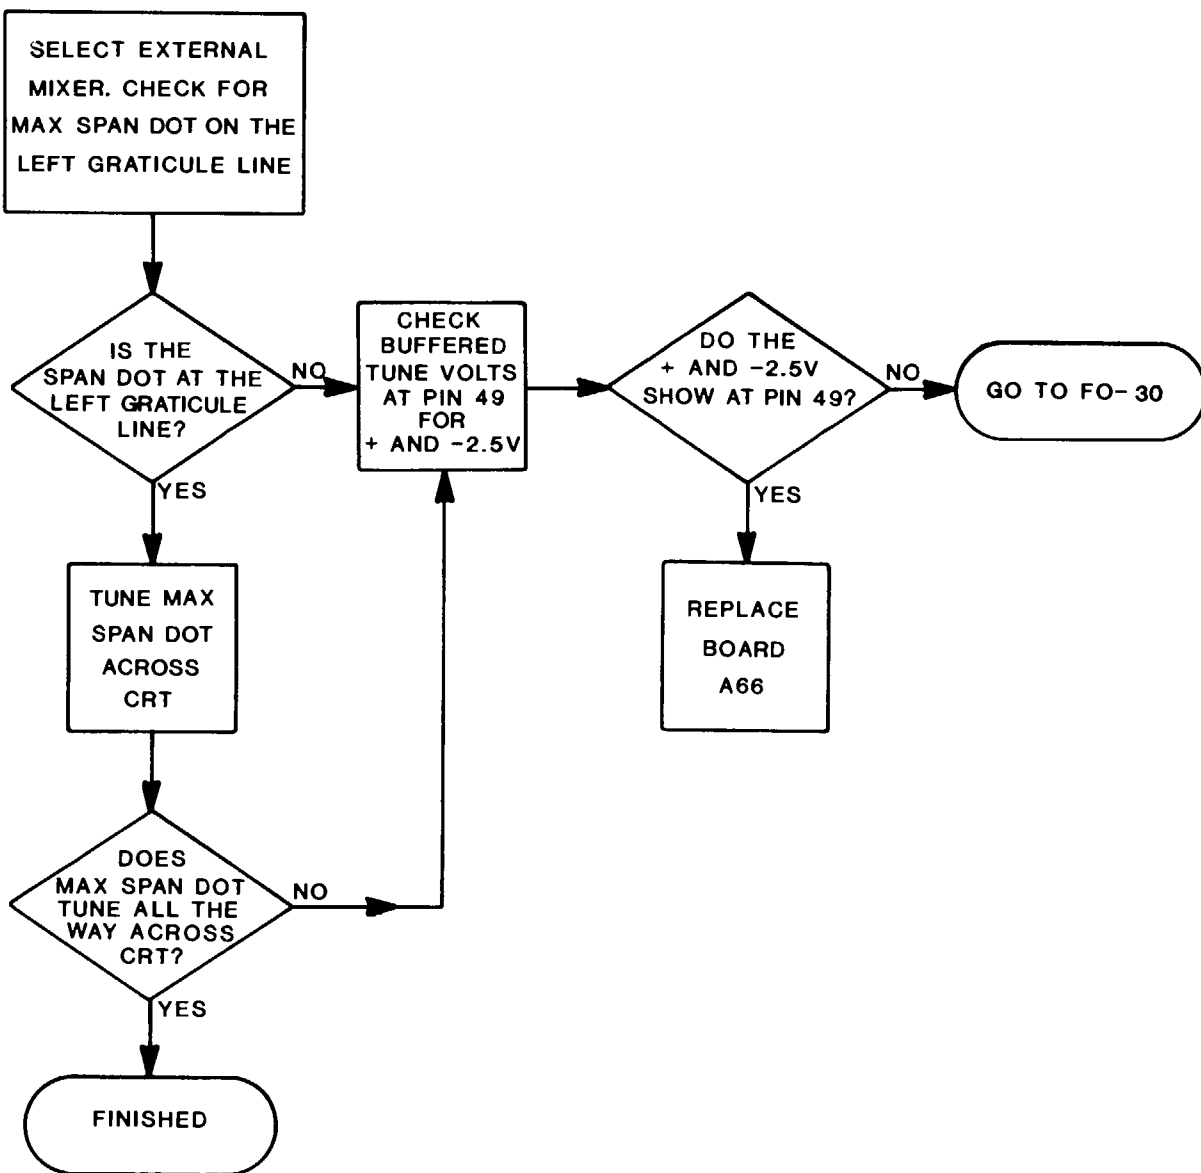 SELECT EXTERNAL
MIXER. CHECK FOR
MAX SPAN DOT ON THE
LEFT GRATICULE LINE
IS THE
SPAN DOT AT THE
LEFT GRATICULE
LINE?
NO
YES
CHECK
BUFFERED
TUNE VOLTS
AT PIN 49
FOR
+ AND -2.5V
DO THE
+ AND -2.5V
SHOW AT PIN 49?
NO
YES
GO TO FO-30
REPLACE
BOARD
A66
TUNE MAX
SPAN DOT
ACROSS
CRT
DOES
MAX SPAN DOT
TUNE ALL THE
WAY ACROSS
CRT?
NO
YES
FINISHED